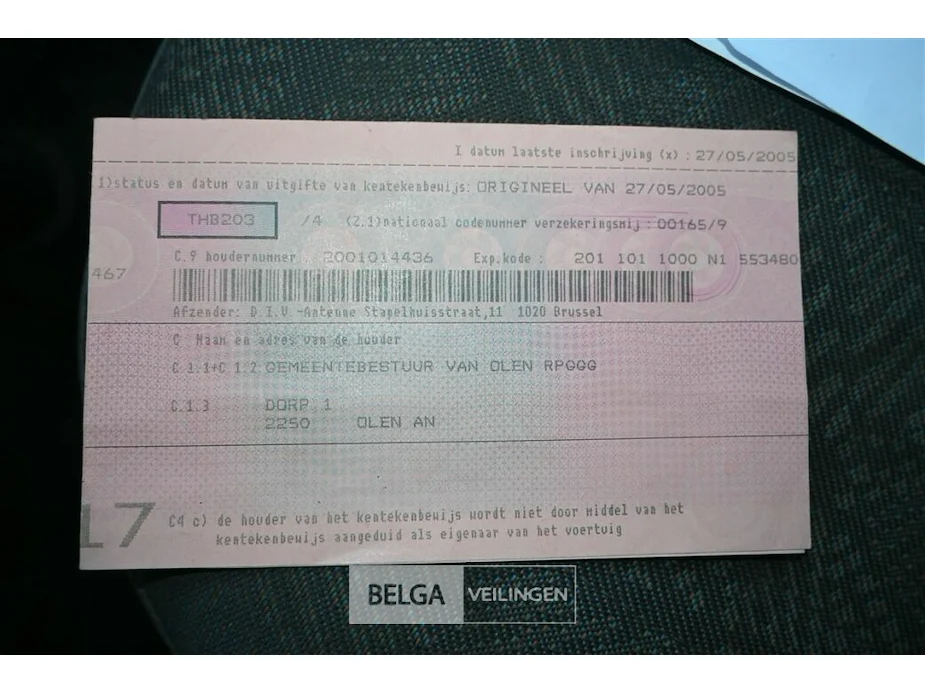 I datum laatste inschrijving (x) : 27/05/2005
1)status en datum van uitgifte van kentekenbewijs: ORIGINEEL VAN 27/05/2005
THB203 /4 (2.1)nationaal codenummer verzekeringsmij : 00165/9
C.9 houdernummer 2001014436 Exp.kode : 201 101 1000 N1 553480
467
Afzender: D.I.V.-Antenne Stapelhuisstraat,11 1020 Brussel
C Naam en adres van de houder
C 1.1+C 1.2 GEMEENTEBESTUUR VAN OLEN RPGGG
C.1.3 DORP 1
2250 OLEN AN
17
C4 c) de houder van het kentekenbewijs wordt niet door middel van het
kentekenbewijs aangeduid als eigenaar van het voertuig
BELGA VEILINGEN